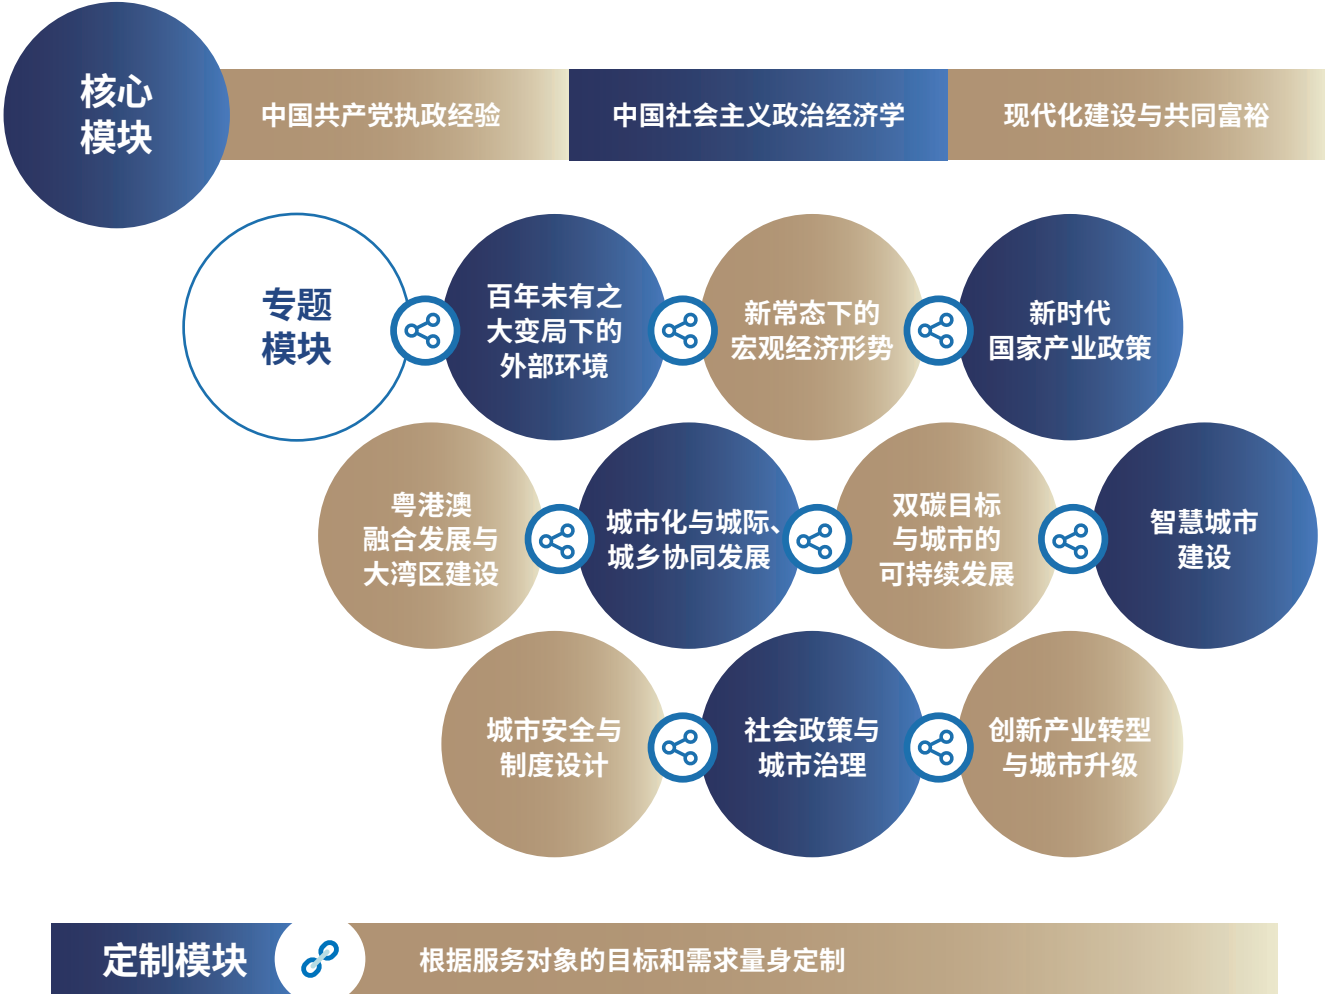 核心
模块
中国共产党执政经验
中国社会主义政治经济学
现代化建设与共同富裕
专题
模块
百年未有之
大变局下的
外部环境
新常态下的
宏观经济形势
新时代
国家产业政策
粤港澳
融合发展与
大湾区建设
城市化与城际、
城乡协同发展
双碳目标
与城市的
可持续发展
智慧城市
建设
城市安全与
制度设计
社会政策与
城市治理
创新产业转型
与城市升级
定制模块
根据服务对象的目标和需求量身定制